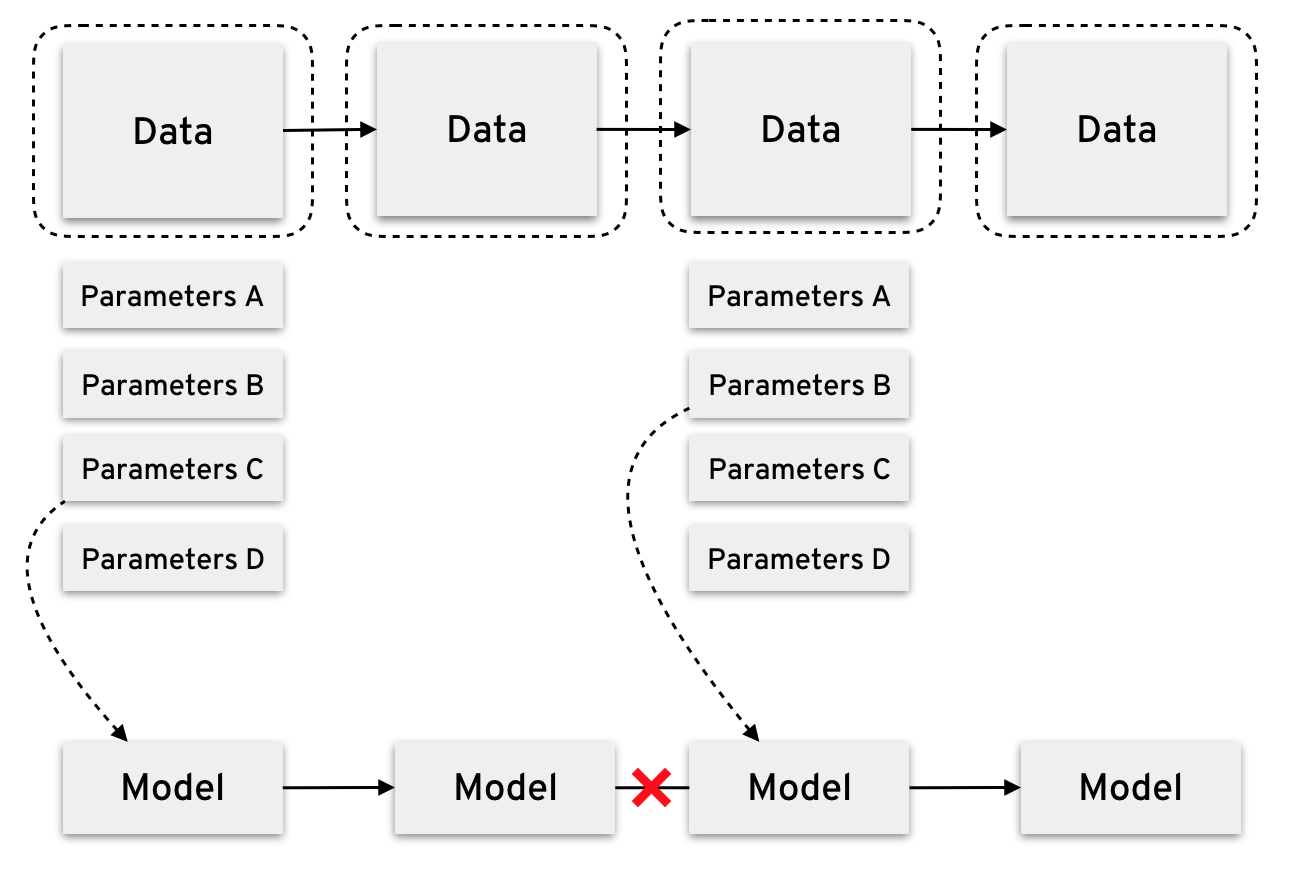 Data
Data
Data
Data
Parameters A
Parameters B
Parameters C
Parameters D
Parameters A
Parameters B
Parameters C
Parameters D
Model
Model
Model
Model